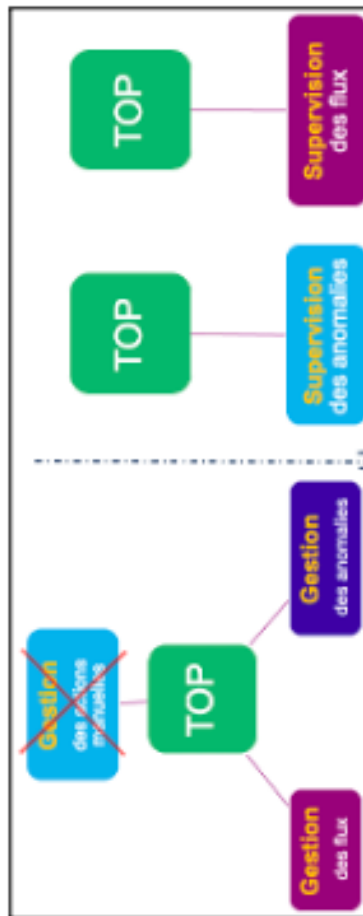 Gestion
des actions
manuelles
TOP
Gestion
des flux
Gestion
des anomalies
TOP
Supervision
des anomalies
TOP
Supervision
des flux